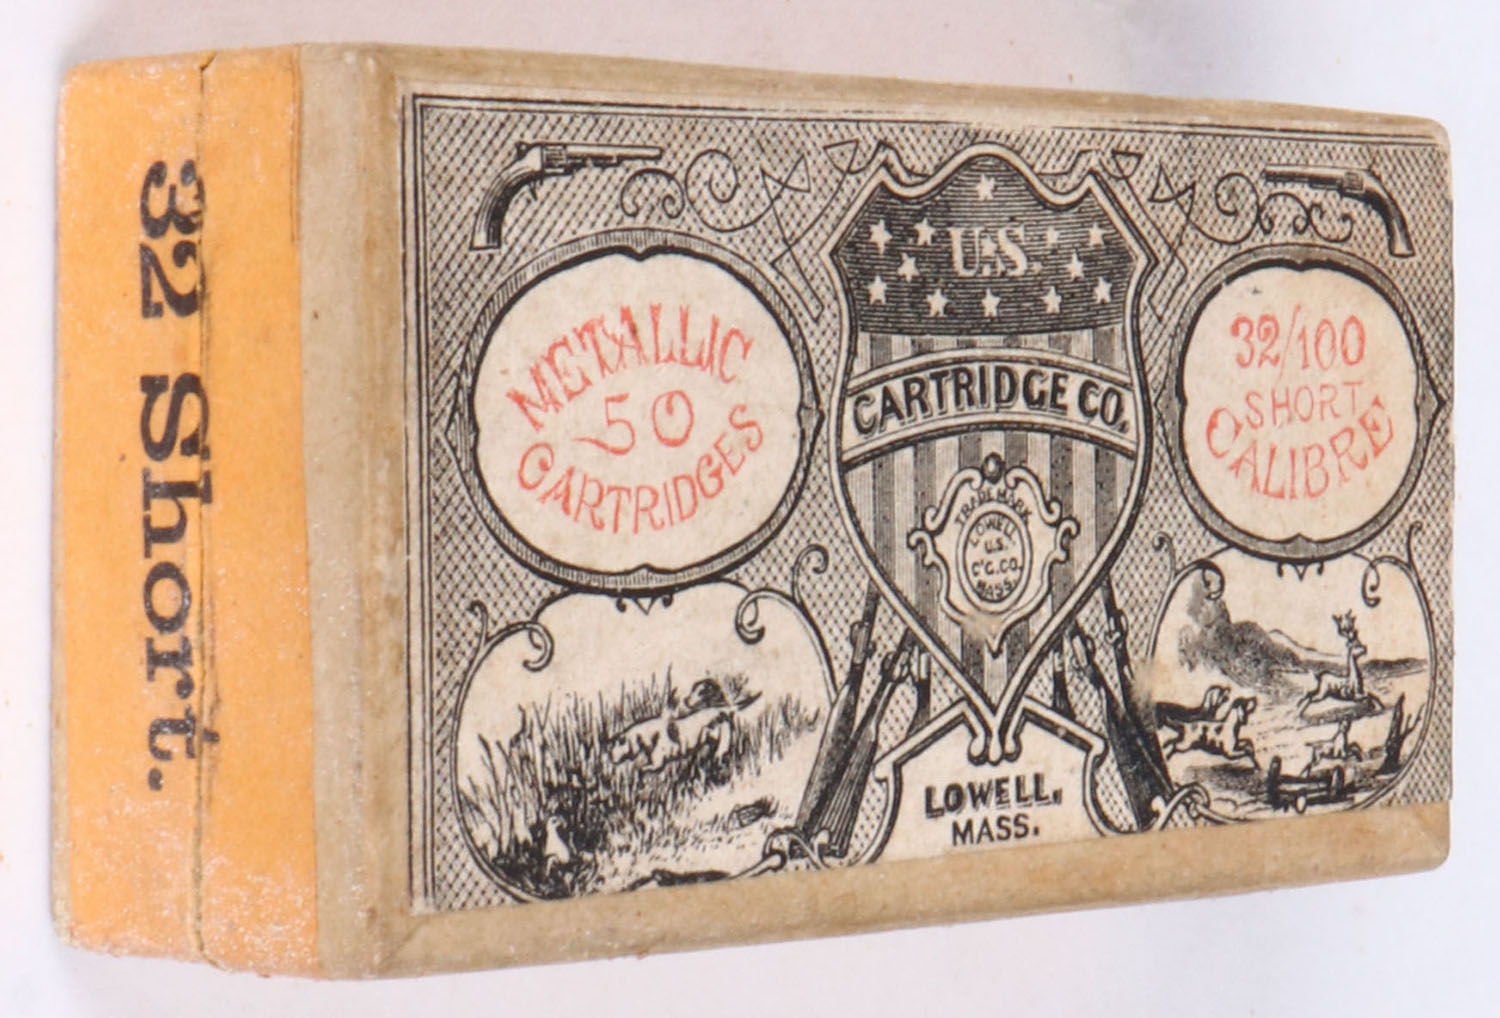 32 Short.
METALLIC
50
CARTRIDGES
U.S.
CARTRIDGE CO.
TRADE MARK
LOWELL
U.S.
C'G.CO.
MASS.
LOWELL,
MASS.
32/100
SHORT
CALIBRE